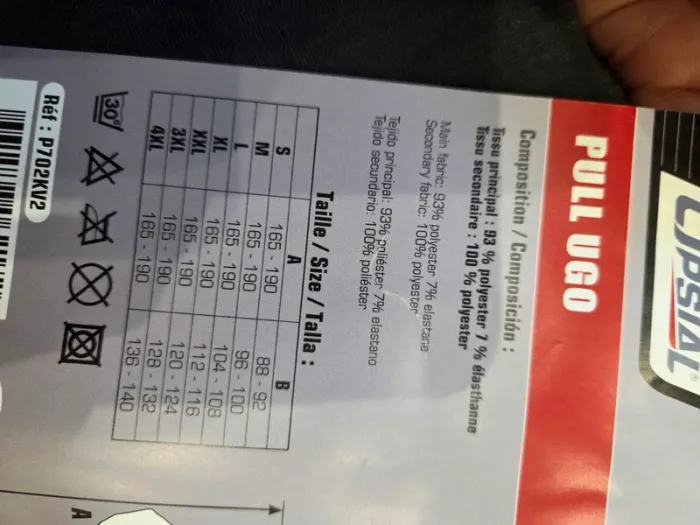 CEPSIAL®
PULL UGO
Composition / Composición :
Tissu principal : 93 % polyester 7 % élasthanne
Tissu secondaire : 100 % polyester
Main fabric: 93% polyester 7% elastane
Secondary fabric: 100% polyester
Tejido principal: 93% poliéster 7% elastano
Tejido secundario: 100% poliéster
Taille / Size / Talla :
A B
S 165 - 190 88 - 92
M 165 - 190 96 - 100
L 165 - 190 104 - 108
XL 165 - 190 112 - 116
XXL 165 - 190 120 - 124
3XL 165 - 190 128 - 132
4XL 165 - 190 136 - 140
30°
Réf : P702KV2
A